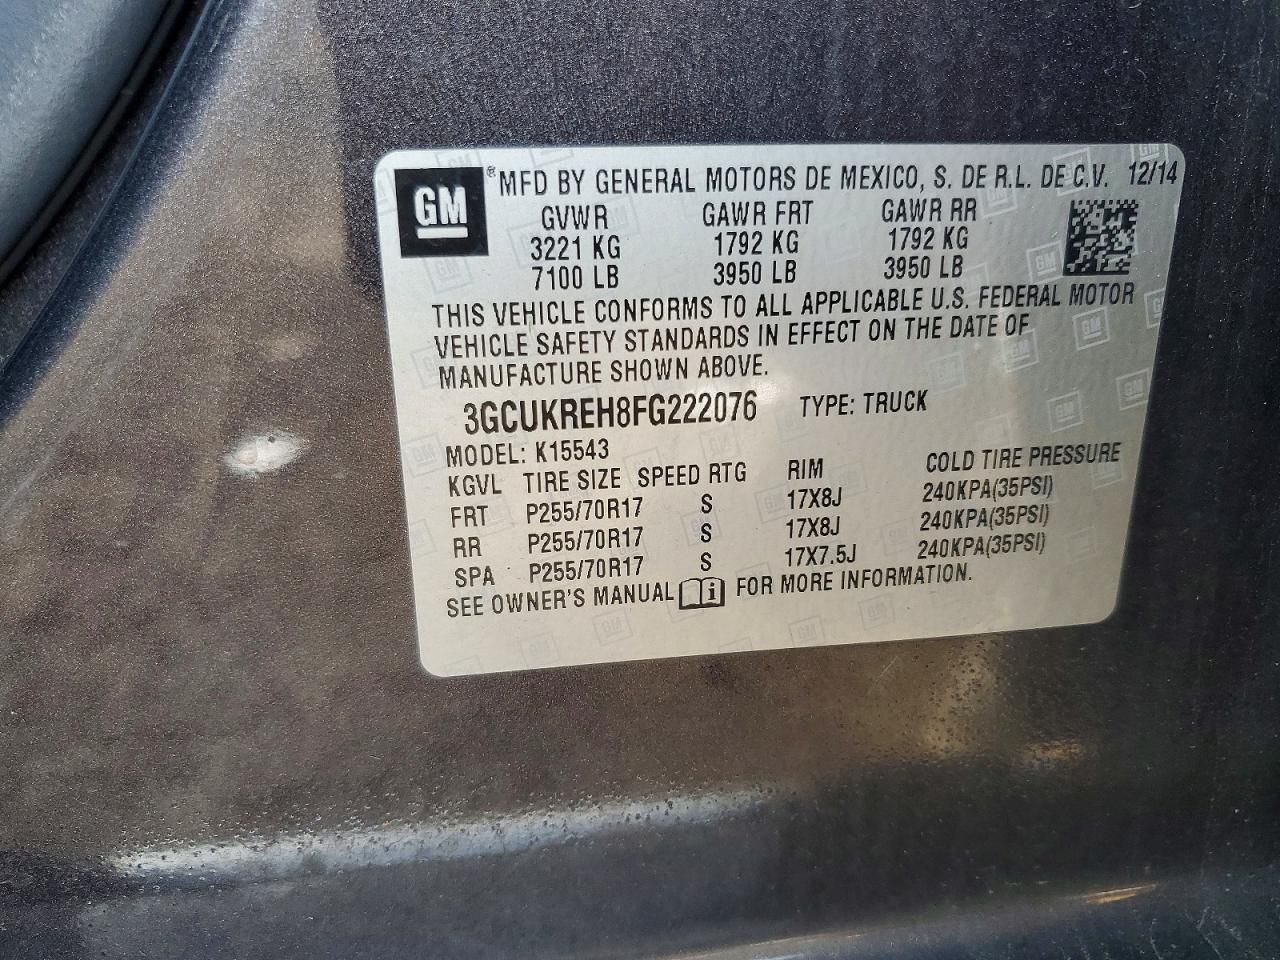 GM ® MFD BY GENERAL MOTORS DE MEXICO, S. DE R.L. DE C.V. 12/14
GVWR GAWR FRT GAWR RR
3221 KG 1792 KG 1792 KG
7100 LB 3950 LB 3950 LB
THIS VEHICLE CONFORMS TO ALL APPLICABLE U.S. FEDERAL MOTOR
VEHICLE SAFETY STANDARDS IN EFFECT ON THE DATE OF
MANUFACTURE SHOWN ABOVE.
3GCUKREH8FG222076 TYPE: TRUCK
MODEL: K15543
KGVL TIRE SIZE SPEED RTG RIM COLD TIRE PRESSURE
FRT P255/70R17 S 17X8J 240KPA(35PSI)
RR P255/70R17 S 17X8J 240KPA(35PSI)
SPA P255/70R17 S 17X7.5J 240KPA(35PSI)
SEE OWNER'S MANUAL i FOR MORE INFORMATION.